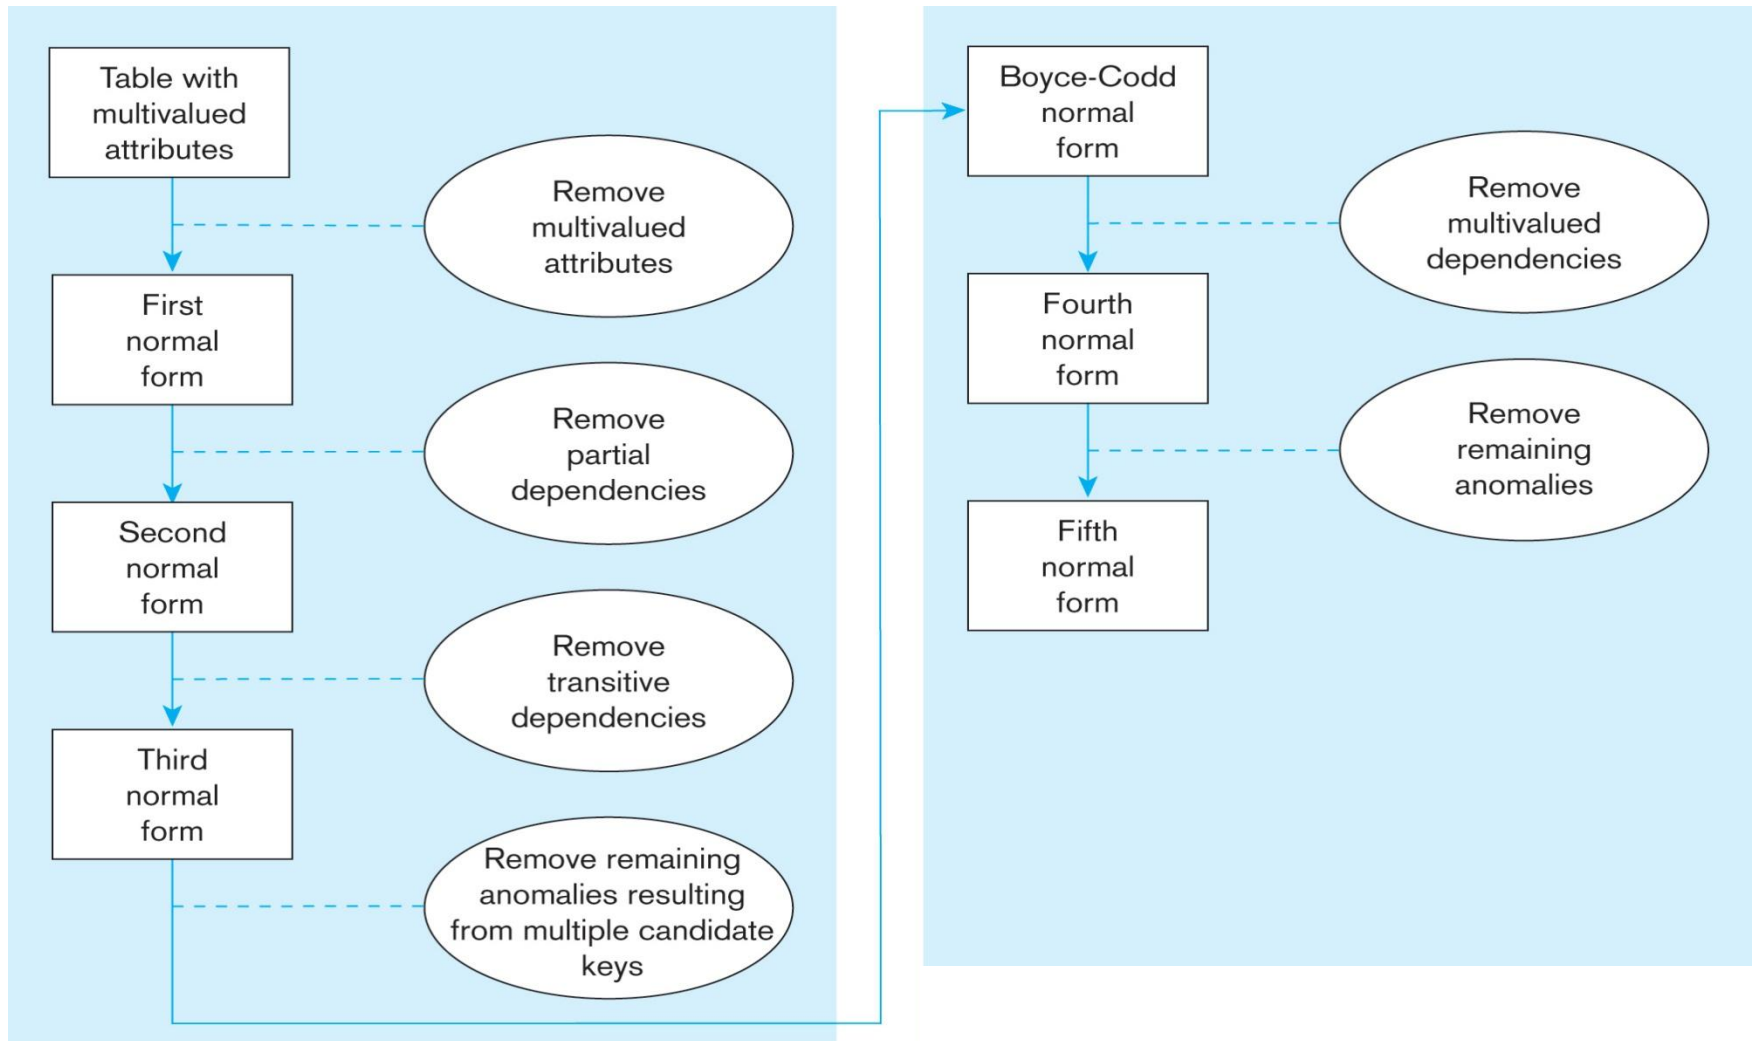 Table with
multivalued
attributes
Remove
multivalued
attributes
First
normal
form
Remove
partial
dependencies
Second
normal
form
Remove
transitive
dependencies
Third
normal
form
Remove remaining
anomalies resulting
from multiple candidate
keys
Boyce-Codd
normal
form
Remove
multivalued
dependencies
Fourth
normal
form
Remove
remaining
anomalies
Fifth
normal
form